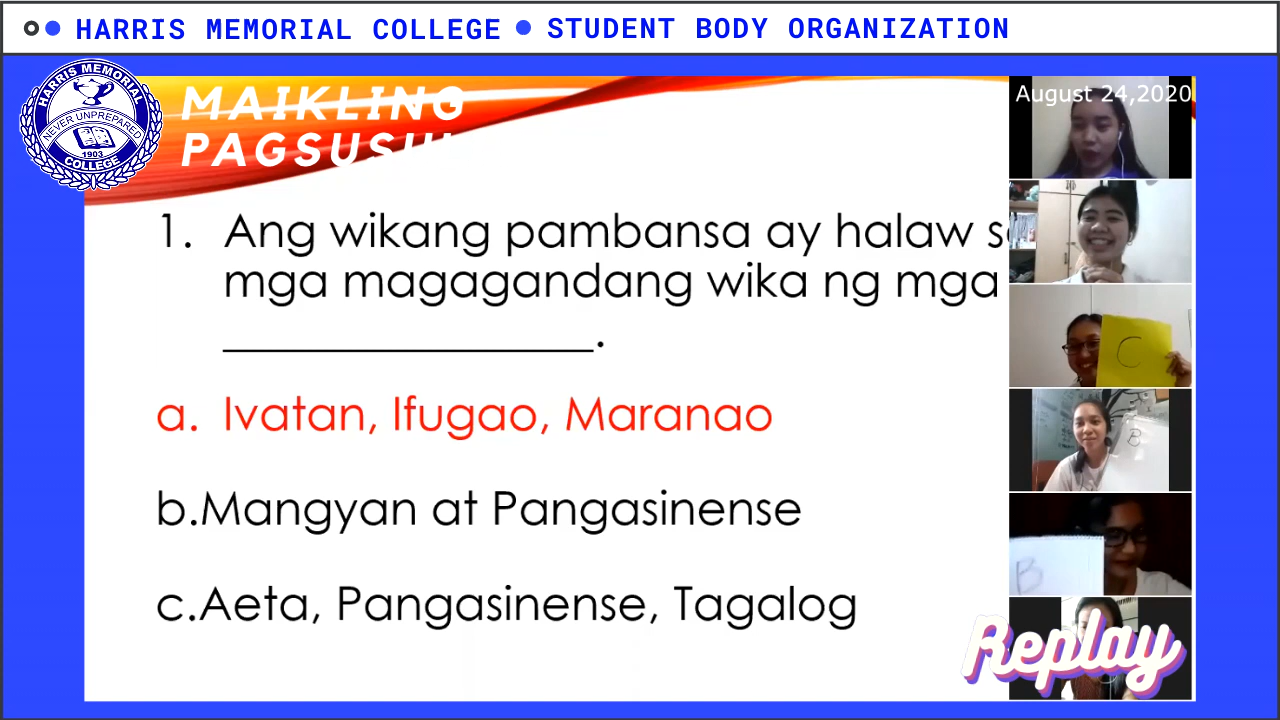 HARRIS MEMORIAL COLLEGE STUDENT BODY ORGANIZATION
HARRIS MEMORIAL
NEVER UNPREPARED
1903
COLLEGE
MAIKLING
August 24,2020
1. Ang wikang pambansa ay halaw
mga magagandang wika ng mga
_______________.
a. Ivatan, Ifugao, Maranao
b.Mangyan at Pangasinense
c.Aeta, Pangasinense, Tagalog
C
B
B
Replay